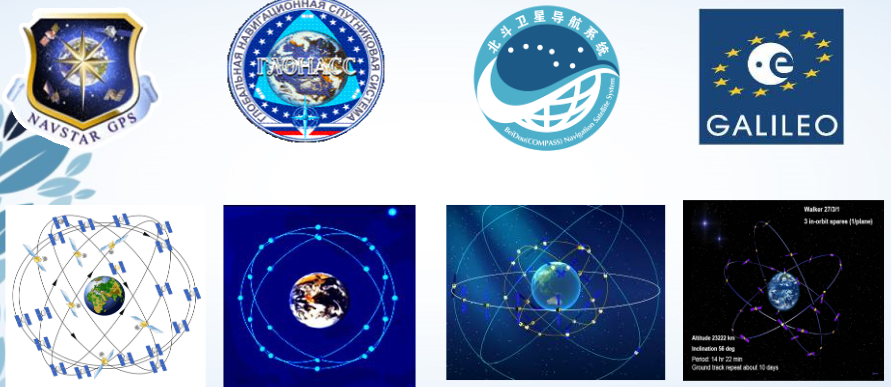 NAVSTAR GPS
ГЛОБАЛЬНАЯ НАВИГАЦИОННАЯ СПУТНИКОВАЯ СИСТЕМА
ГЛОНАСС
北斗卫星导航系统
BeiDou(COMPASS) Navigation Satellite System
GALILEO
Walker 27/3/1
3 in-orbit spares (1/plane)
Altitude 23222 km
Inclination 56 deg
Period: 14 hr 22 min
Ground track repeat about 10 days